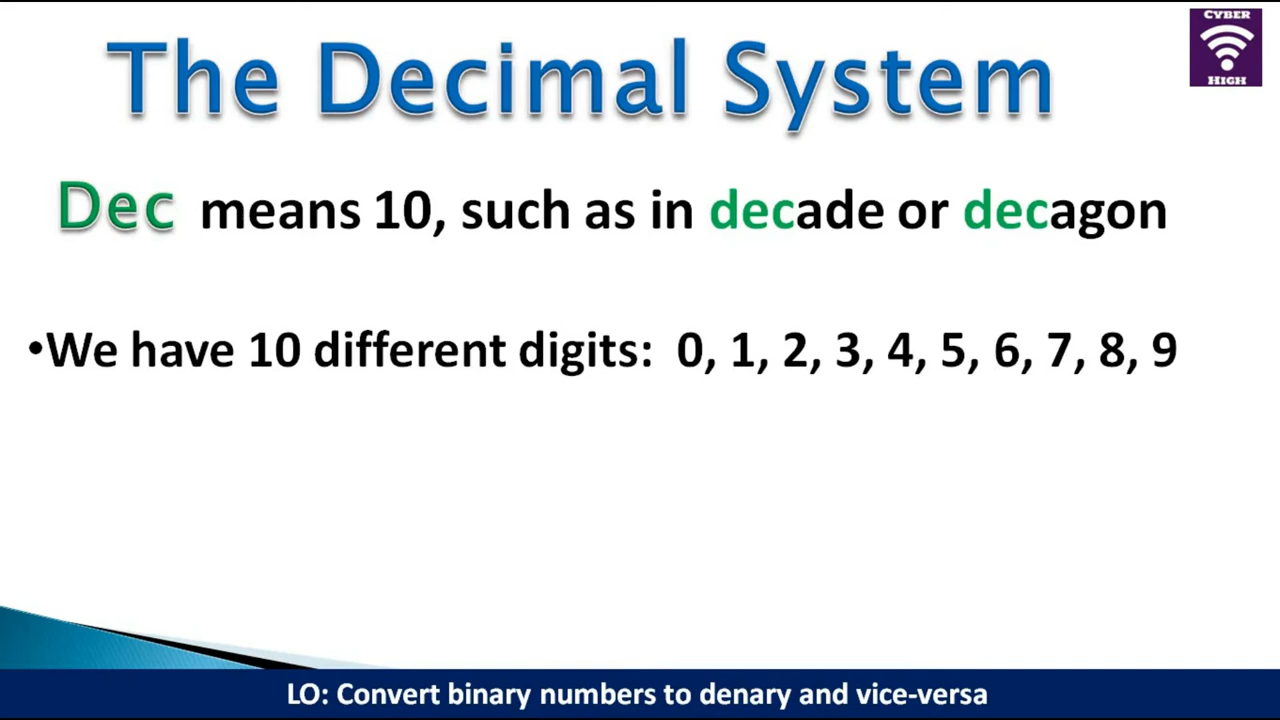 CYBER
HIGH
The Decimal System
Dec means 10, such as in decade or decagon
•We have 10 different digits: 0, 1, 2, 3, 4, 5, 6, 7, 8, 9
LO: Convert binary numbers to denary and vice-versa